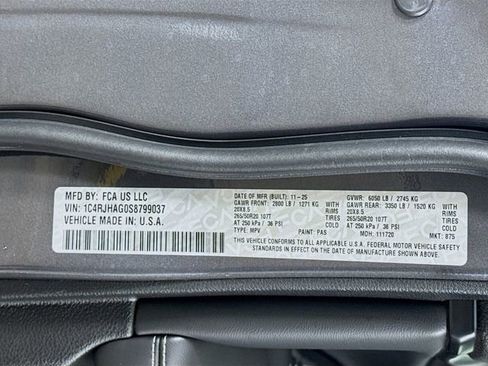 MFD BY: FCA US LLC
VIN: 1C4RJHAG0S8799037
VEHICLE MADE IN: U.S.A.
DATE OF MFR (BUILT): 11-25 GVWR: 6050 LB / 2745 KG
GAWR FRONT: 2800 LB / 1271 KG GAWR REAR: 3350 LB / 1520 KG
20X8.5 RIMS 20X8.5 RIMS
265/50R20 107T TIRES 265/50R20 107T TIRES
AT 250 kPa / 36 PSI COLD AT 250 kPa / 36 PSI COLD
TYPE: MPV PAINT: PAS MDH: 111720 MKT: 875
THIS VEHICLE CONFORMS TO ALL APPLICABLE U.S.A. FEDERAL MOTOR VEHICLE SAFETY
STANDARDS IN EFFECT ON THE DATE OF MANUFACTURE SHOWN ABOVE.